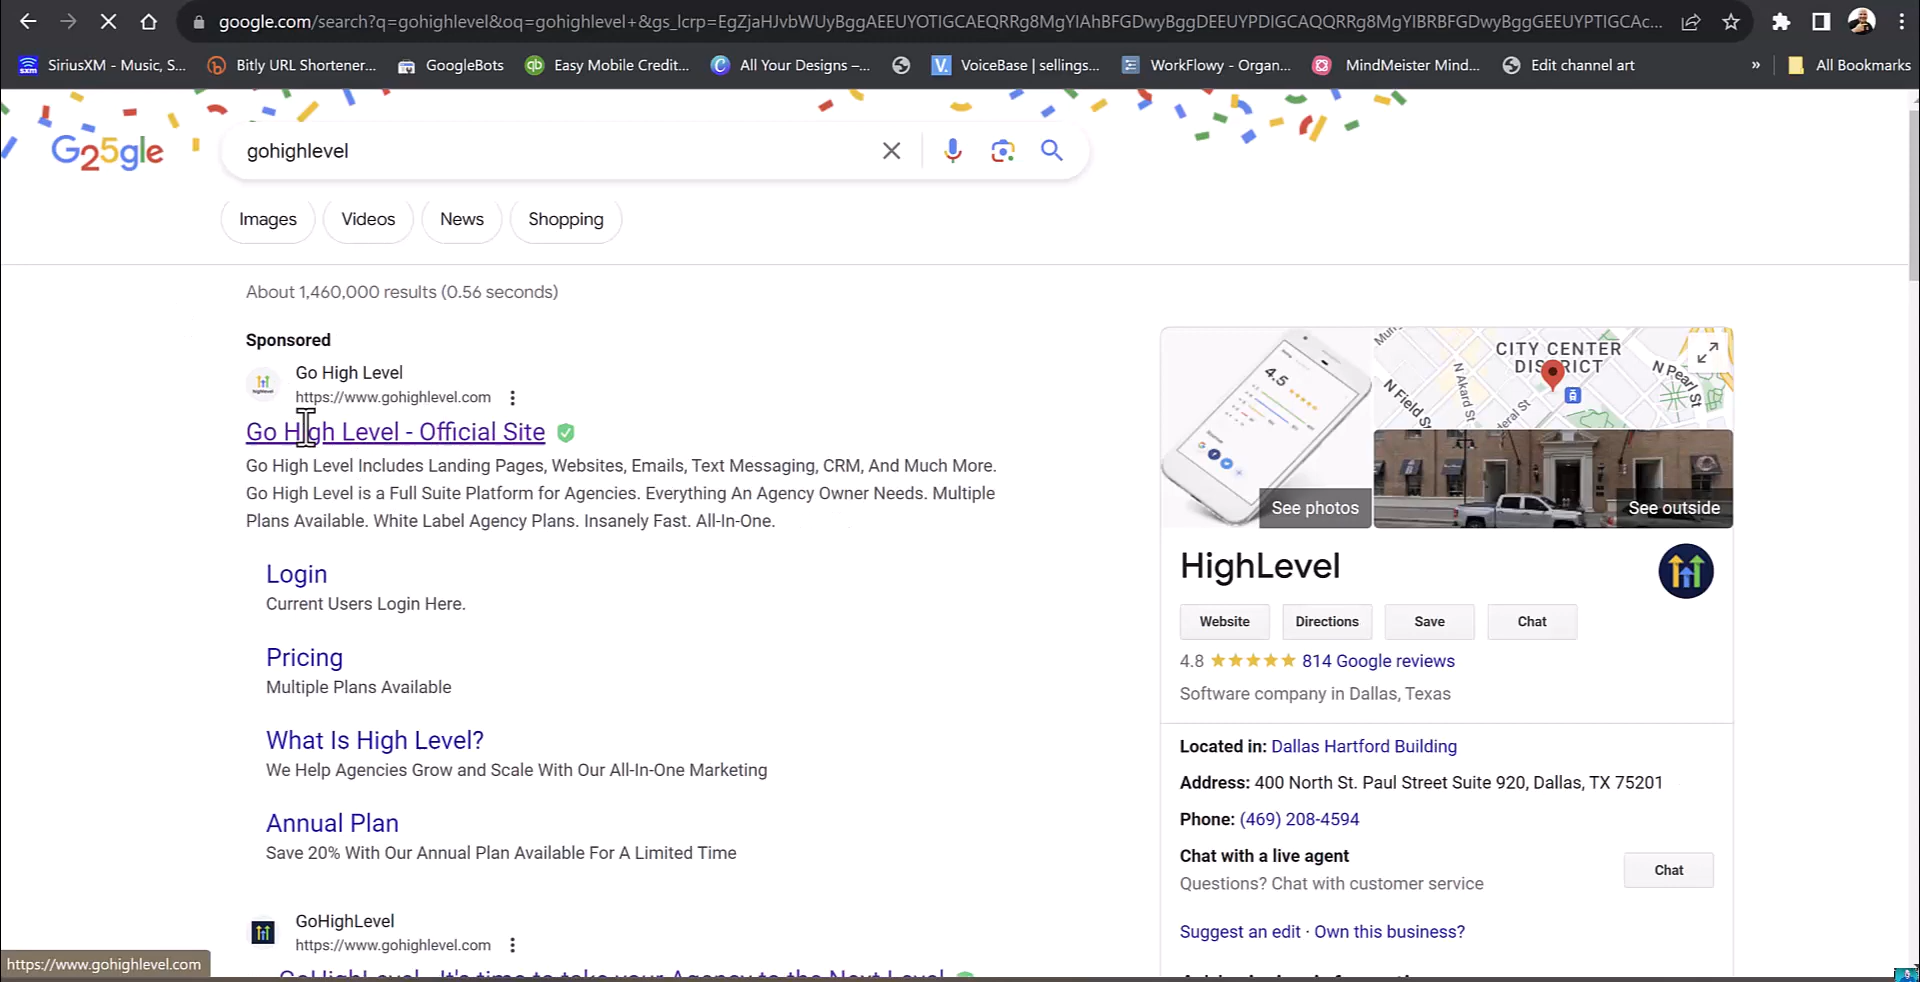 google.com/search?q=gohighlevel&oq=gohighlevel+&gs_lcrp=EgZjaHJvbWUyBggAEEUYOTIGCAEQRRg8MgYIAhBFGDwyBggDEEUYPDIGCAQQRRg8MgYIBRBFGDwyBggGEEUYPTIGCAc...
SiriusXM - Music, S...
Bitly URL Shortener...
GoogleBots
Easy Mobile Credit...
All Your Designs –...
VoiceBase | sellings...
WorkFlowy - Organ...
MindMeister Mind...
Edit channel art
» All Bookmarks
G25gle
gohighlevel
Images
Videos
News
Shopping
About 1,460,000 results (0.56 seconds)
Sponsored
Go High Level
https://www.gohighlevel.com
Go High Level - Official Site
Go High Level Includes Landing Pages, Websites, Emails, Text Messaging, CRM, And Much More.
Go High Level is a Full Suite Platform for Agencies. Everything An Agency Owner Needs. Multiple
Plans Available. White Label Agency Plans. Insanely Fast. All-In-One.
Login
Current Users Login Here.
Pricing
Multiple Plans Available
What Is High Level?
We Help Agencies Grow and Scale With Our All-In-One Marketing
Annual Plan
Save 20% With Our Annual Plan Available For A Limited Time
GoHighLevel
https://www.gohighlevel.com
GoHighLevel - It's time to take your Agency to the Next Level
https://www.gohighlevel.com
4.5
CITY CENTER
DISTRICT
N Field St
N Akard St
N Pearl St
See photos
See outside
HighLevel
Website
Directions
Save
Chat
4.8
814 Google reviews
Software company in Dallas, Texas
Located in: Dallas Hartford Building
Address: 400 North St. Paul Street Suite 920, Dallas, TX 75201
Phone: (469) 208-4594
Chat with a live agent
Questions? Chat with customer service
Chat
Suggest an edit · Own this business?